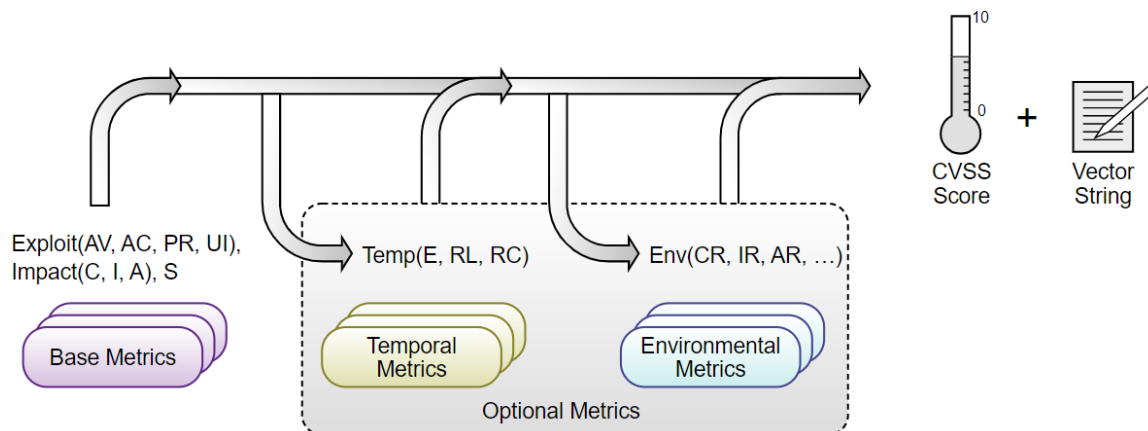 10
0
+
CVSS
Score
Vector
String
Exploit(AV, AC, PR, UI),
Impact(C, I, A), S
Temp(E, RL, RC)
Env(CR, IR, AR, …)
Base Metrics
Temporal
Metrics
Environmental
Metrics
Optional Metrics